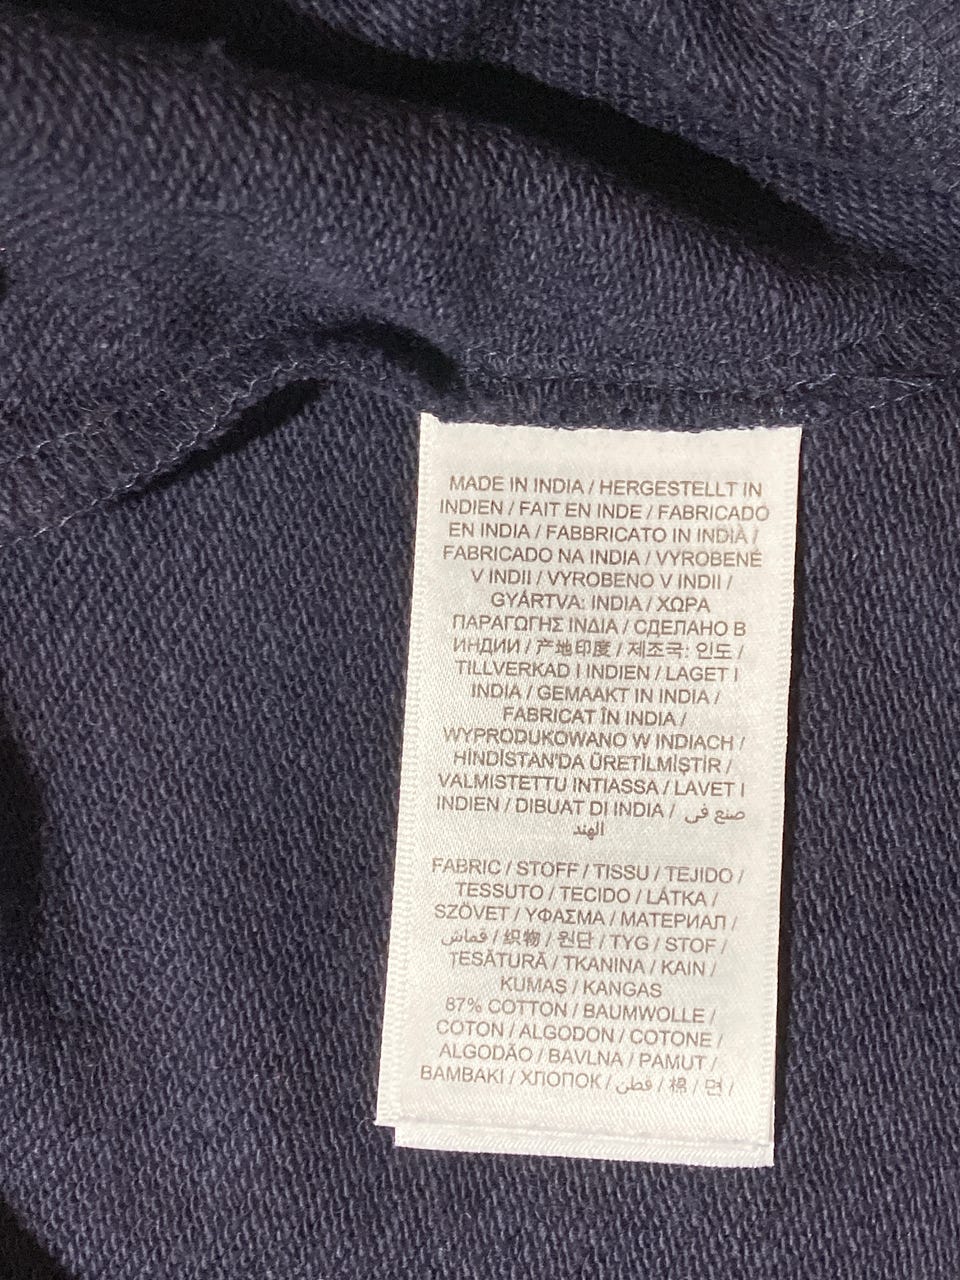 MADE IN INDIA / HERGESTELLT IN
INDIEN / FAIT EN INDE / FABRICADO
EN INDIA / FABBRICATO IN INDIA /
FABRICADO NA INDIA / VYROBENÉ
V INDII / VYROBENO V INDII /
GYÁRTVA: INDIA / ΧΩΡΑ
ΠΑΡΑΓΩΓΗΣ ΙΝΔΙΑ / СДЕЛАНО В
ИНДИИ / 产地印度 / 제조국: 인도 /
TILLVERKAD I INDIEN / LAGET I
INDIA / GEMAAKT IN INDIA /
FABRICAT ÎN INDIA /
WYPRODUKOWANO W INDIACH /
HİNDİSTAN'DA ÜRETİLMİŞTİR /
VALMISTETTU INTIASSA / LAVET I
INDIEN / DIBUAT DI INDIA / صنع في
الهند
FABRIC / STOFF / TISSU / TEJIDO /
TESSUTO / TECIDO / LÁTKA /
SZÖVET / ΥΦΑΣΜΑ / МАТЕРИАЛ /
قماش / 织物 / 원단 / TYG / STOF /
ȚESĂTURĂ / TKANINA / KAIN /
KUMAŞ / KANGAS
87% COTTON / BAUMWOLLE /
COTON / ALGODON / COTONE /
ALGODÃO / BAVLNA / PAMUT /
BAMBAKI / ХЛОПОК / قطن / 棉 / 면 /